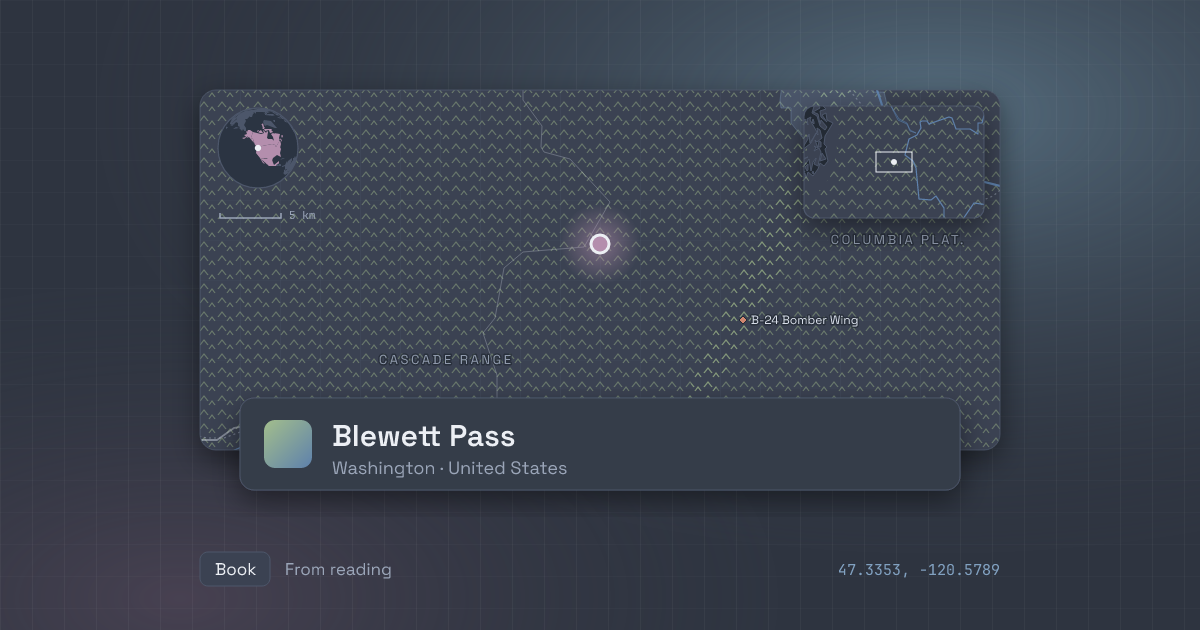 5 km
COLUMBIA PLAT.
B-24 Bomber Wing
CASCADE RANGE
Blewett Pass
Washington · United States
Book
From reading
47.3353, -120.5789